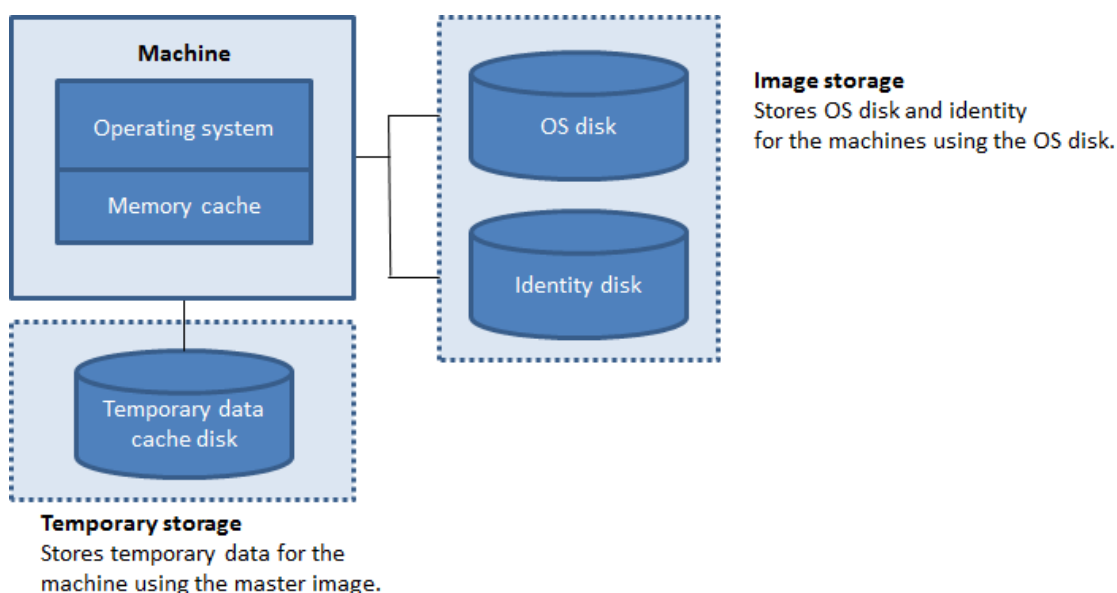 Machine
Operating system
Memory cache
OS disk
Identity disk
Image storage
Stores OS disk and identity
for the machines using the OS disk.
Temporary data
cache disk
Temporary storage
Stores temporary data for the
machine using the master image.